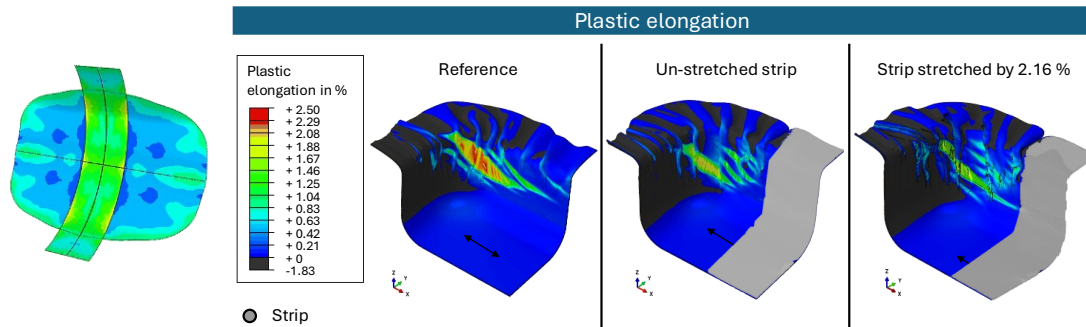 Plastic elongation
Plastic
elongation in %
+ 2.50
+ 2.29
+ 2.08
+ 1.88
+ 1.67
+ 1.46
+ 1.25
+ 1.04
+ 0.83
+ 0.63
+ 0.42
+ 0.21
+ 0
-1.83
Strip
Reference
Z
Y
X
Un-stretched strip
Z
Y
X
Strip stretched by 2.16 %
Z
Y
X